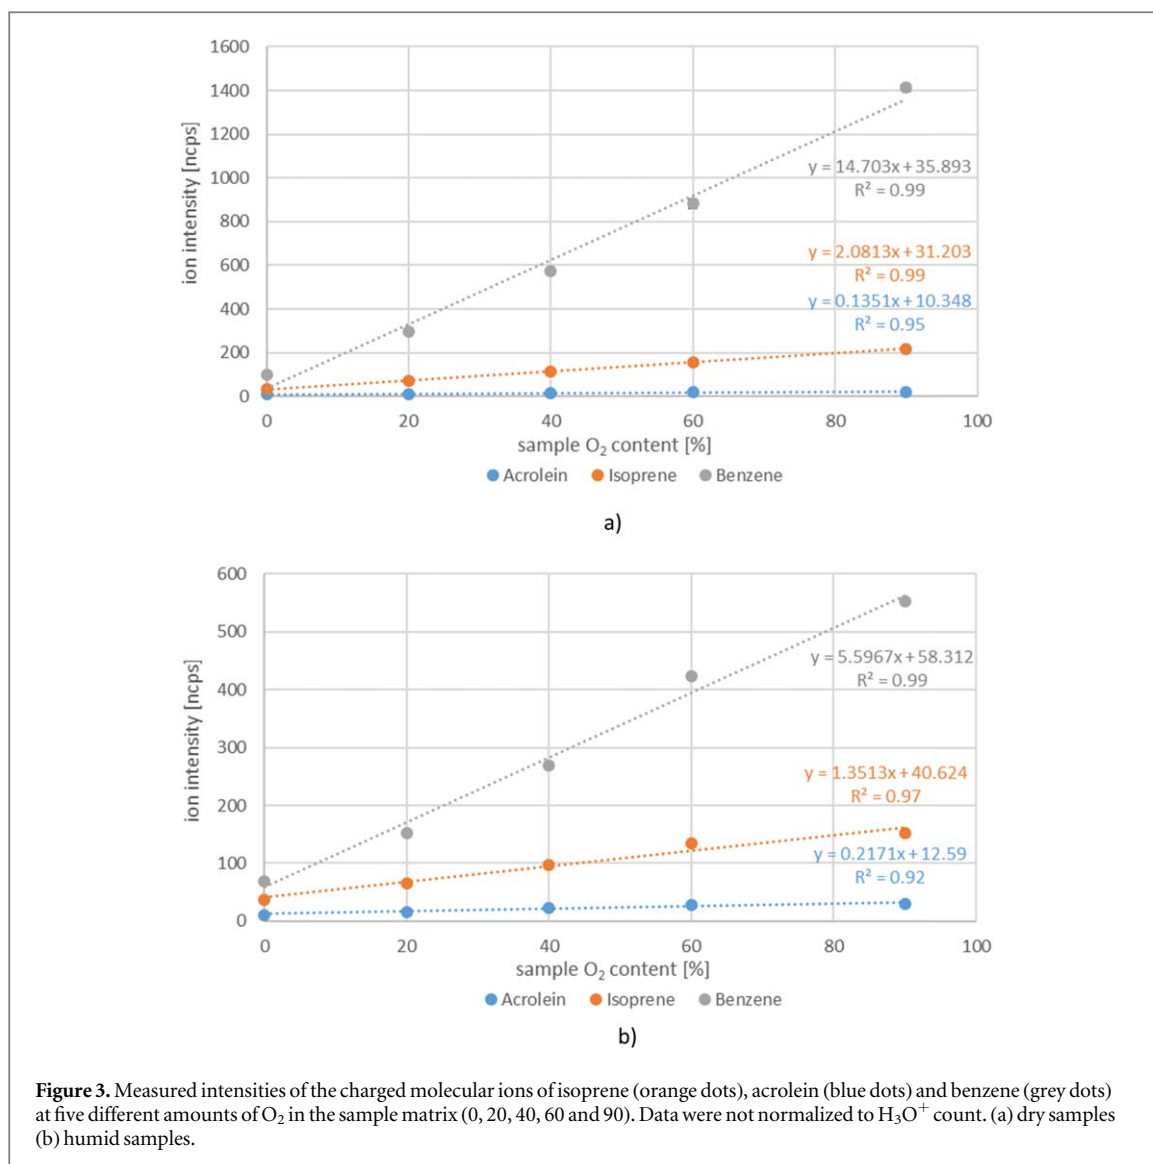 1600
1400
1200
1000
800
600
400
200
0
ion intensity [ncps]
y = 14.703x + 35.893
R² = 0.99
y = 2.0813x + 31.203
R² = 0.99
y = 0.1351x + 10.348
R² = 0.95
0 20 40 60 80 100
sample O₂ content [%]
Acrolein Isoprene Benzene
a)
600
500
400
300
200
100
0
ion intensity [ncps]
y = 5.5967x + 58.312
R² = 0.99
y = 1.3513x + 40.624
R² = 0.97
y = 0.2171x + 12.59
R² = 0.92
0 20 40 60 80 100
sample O₂ content [%]
Acrolein Isoprene Benzene
b)
Figure 3. Measured intensities of the charged molecular ions of isoprene (orange dots), acrolein (blue dots) and benzene (grey dots)
at five different amounts of O₂ in the sample matrix (0, 20, 40, 60 and 90). Data were not normalized to H₃O⁺ count. (a) dry samples
(b) humid samples.